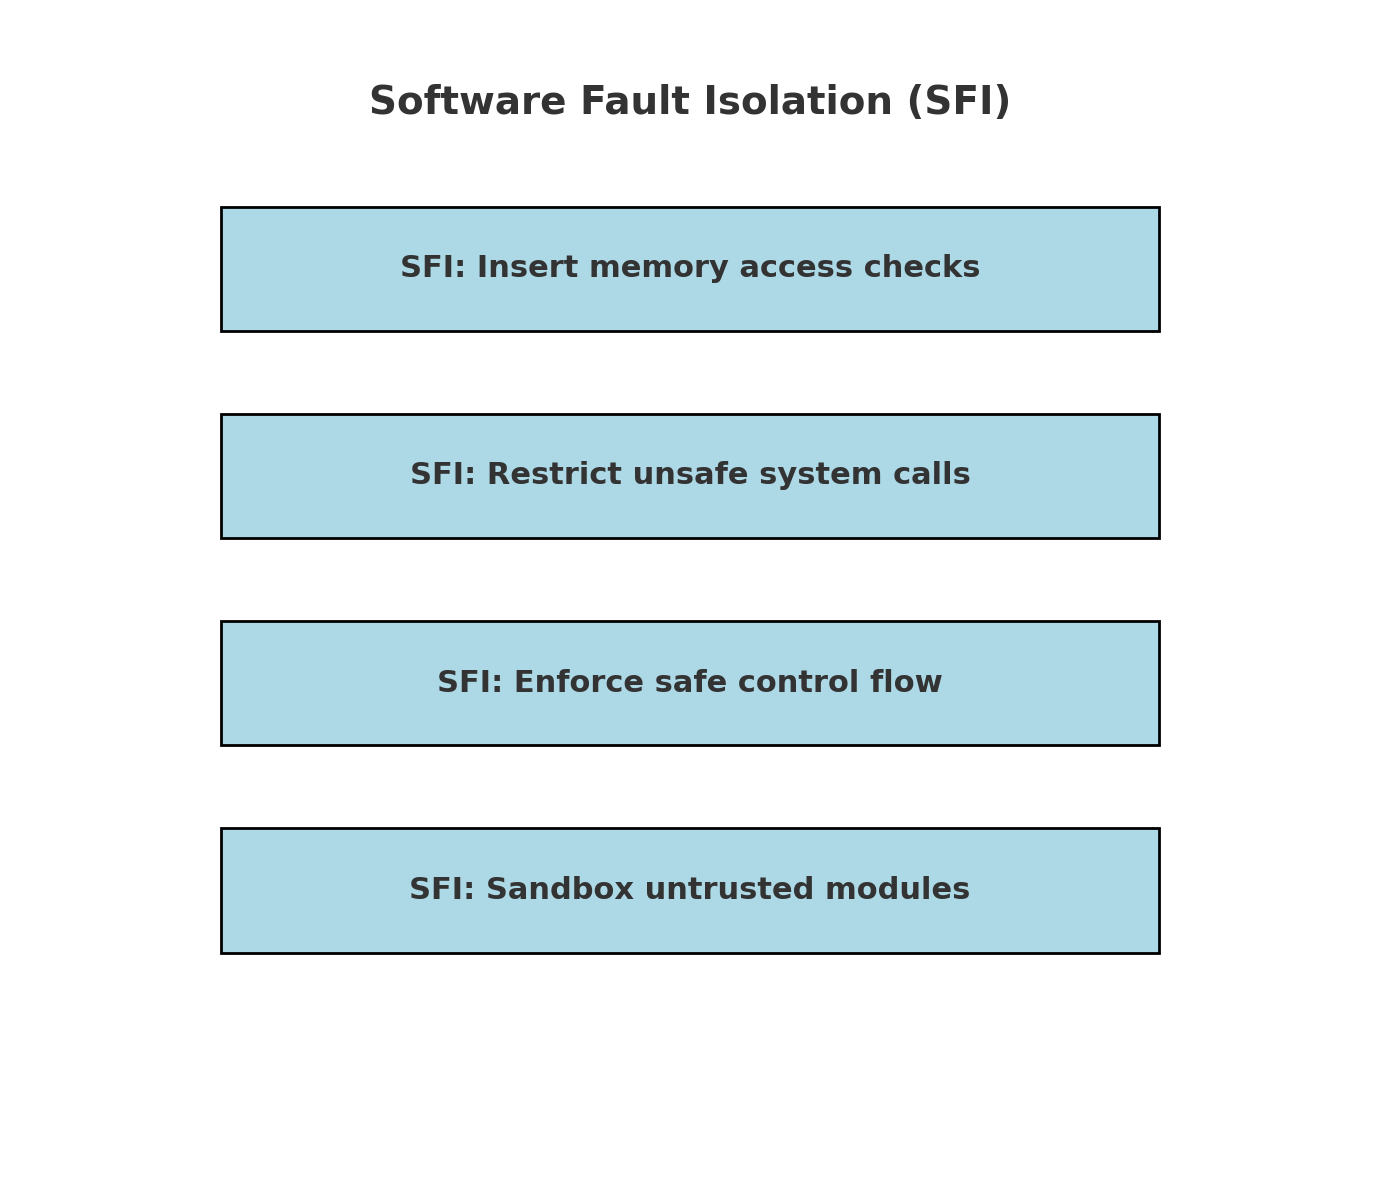 Software Fault Isolation (SFI)
SFI: Insert memory access checks
SFI: Restrict unsafe system calls
SFI: Enforce safe control flow
SFI: Sandbox untrusted modules